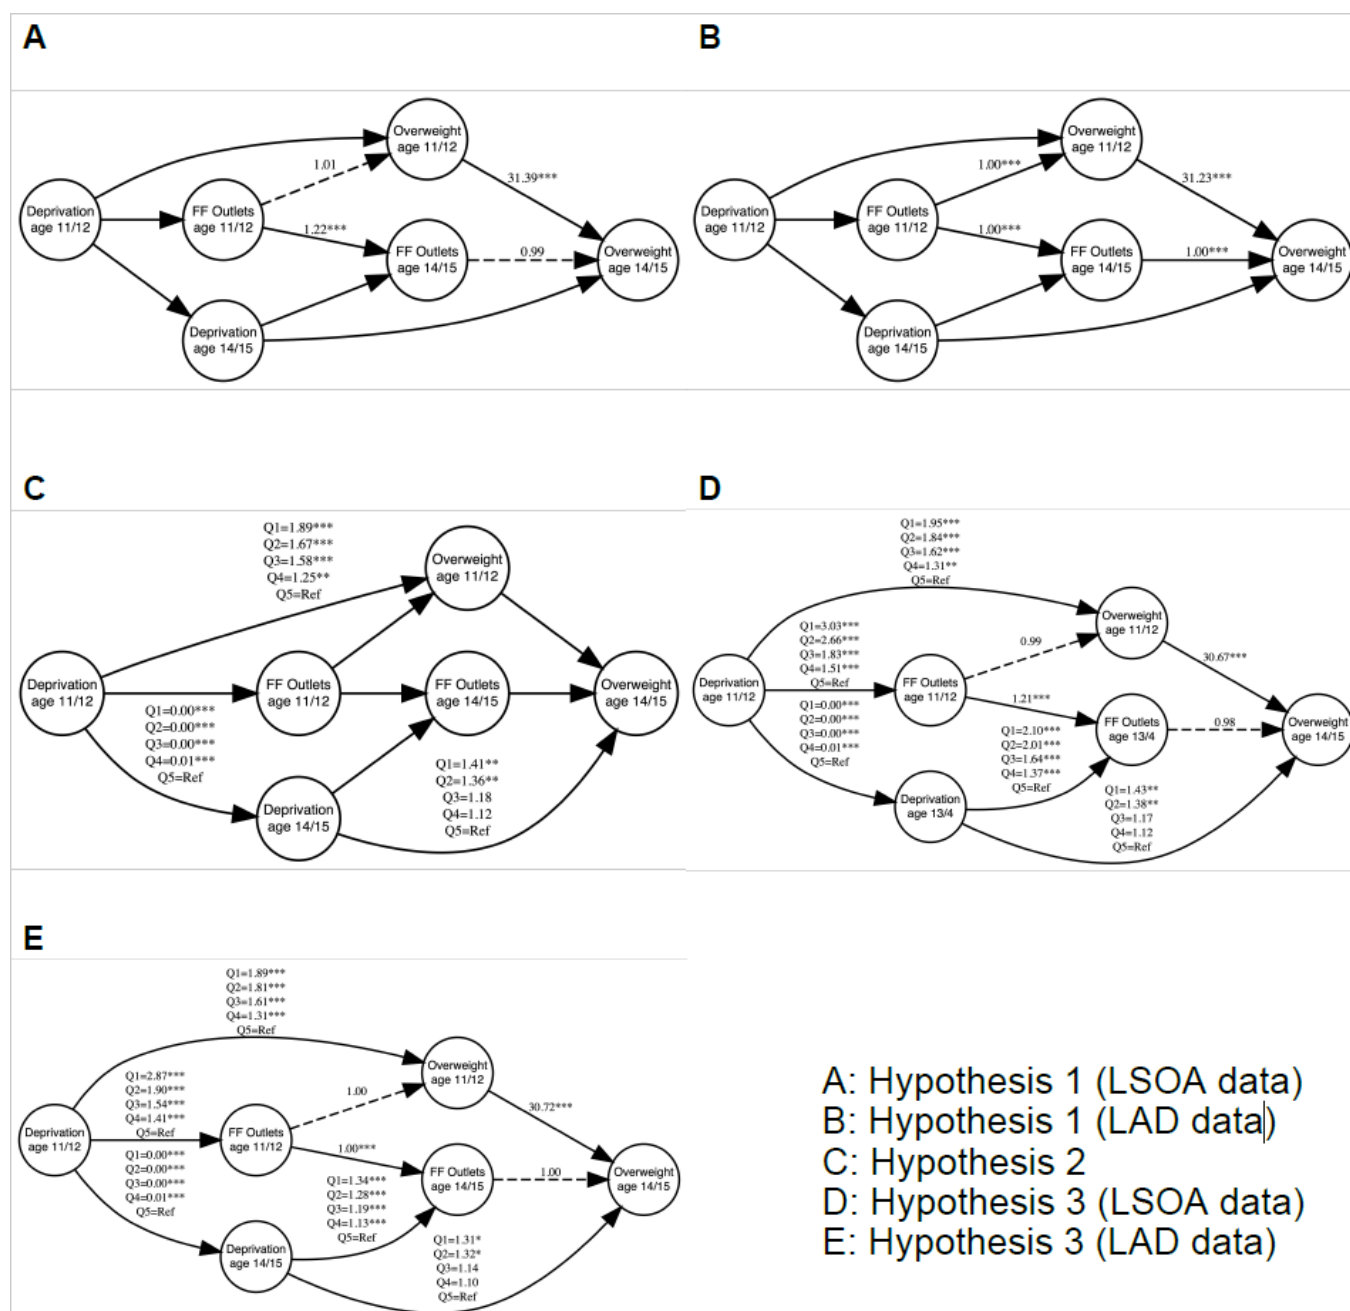 A
Overweight
age 11/12
1.01
31.39***
Deprivation
age 11/12
FF Outlets
age 11/12
1.22***
FF Outlets
age 14/15
0.99
Overweight
age 14/15
Deprivation
age 14/15
B
Overweight
age 11/12
1.00***
31.23***
Deprivation
age 11/12
FF Outlets
age 11/12
1.00***
FF Outlets
age 14/15
1.00***
Overweight
age 14/15
Deprivation
age 14/15
C
Q1=1.89***
Q2=1.67***
Q3=1.58***
Q4=1.25**
Q5=Ref
Overweight
age 11/12
Deprivation
age 11/12
FF Outlets
age 11/12
FF Outlets
age 14/15
Overweight
age 14/15
Q1=0.00***
Q2=0.00***
Q3=0.00***
Q4=0.01***
Q5=Ref
Deprivation
age 14/15
Q1=1.41**
Q2=1.36**
Q3=1.18
Q4=1.12
Q5=Ref
D
Q1=1.95***
Q2=1.84***
Q3=1.62***
Q4=1.31**
Q5=Ref
Overweight
age 11/12
Q1=3.03***
Q2=2.66***
Q3=1.83***
Q4=1.51***
Q5=Ref
0.99
30.67***
Deprivation
age 11/12
FF Outlets
age 11/12
1.21***
Q1=0.00***
Q2=0.00***
Q3=0.00***
Q4=0.01***
Q5=Ref
Q1=2.10***
Q2=2.01***
Q3=1.64***
Q4=1.37***
Q5=Ref
FF Outlets
age 13/4
0.98
Overweight
age 14/15
Deprivation
age 13/4
Q1=1.43**
Q2=1.38**
Q3=1.17
Q4=1.12
Q5=Ref
E
Q1=1.89***
Q2=1.81***
Q3=1.61***
Q4=1.31***
Q5=Ref
Overweight
age 11/12
Q1=2.87***
Q2=1.90***
Q3=1.54***
Q4=1.41***
Q5=Ref
1.00
30.72***
Deprivation
age 11/12
FF Outlets
age 11/12
1.00***
Q1=0.00***
Q2=0.00***
Q3=0.00***
Q4=0.01***
Q5=Ref
Q1=1.34***
Q2=1.28***
Q3=1.19***
Q4=1.13***
Q5=Ref
FF Outlets
age 14/15
1.00
Overweight
age 14/15
Deprivation
age 14/15
Q1=1.31*
Q2=1.32*
Q3=1.14
Q4=1.10
Q5=Ref
A: Hypothesis 1 (LSOA data)
B: Hypothesis 1 (LAD data)
C: Hypothesis 2
D: Hypothesis 3 (LSOA data)
E: Hypothesis 3 (LAD data)